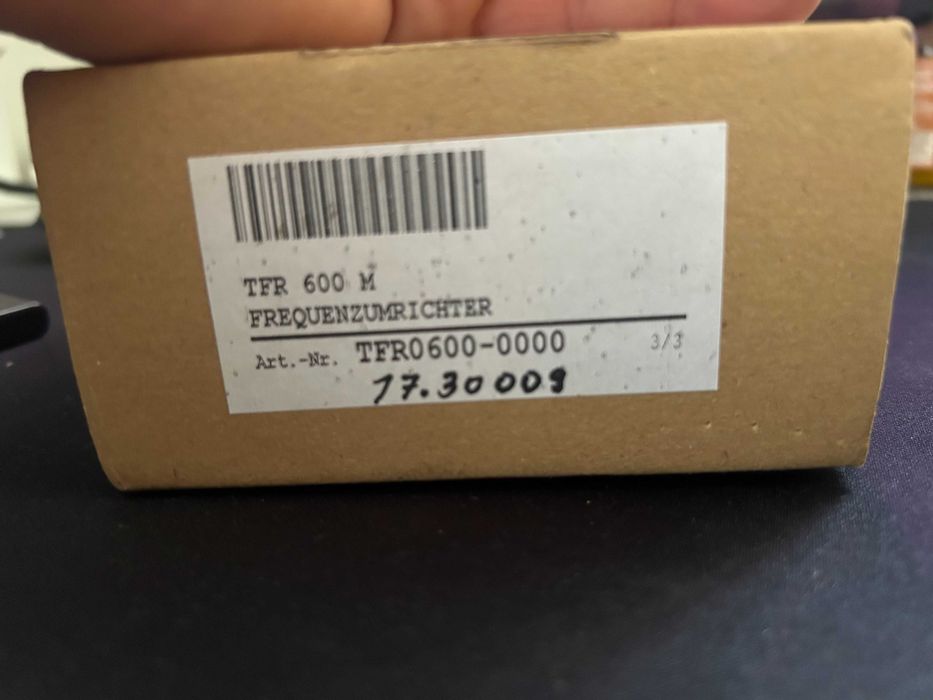 TFR 600 M
FREQUENZUMRICHTER
Art.-Nr. TFR0600-0000 3/3
17.30009